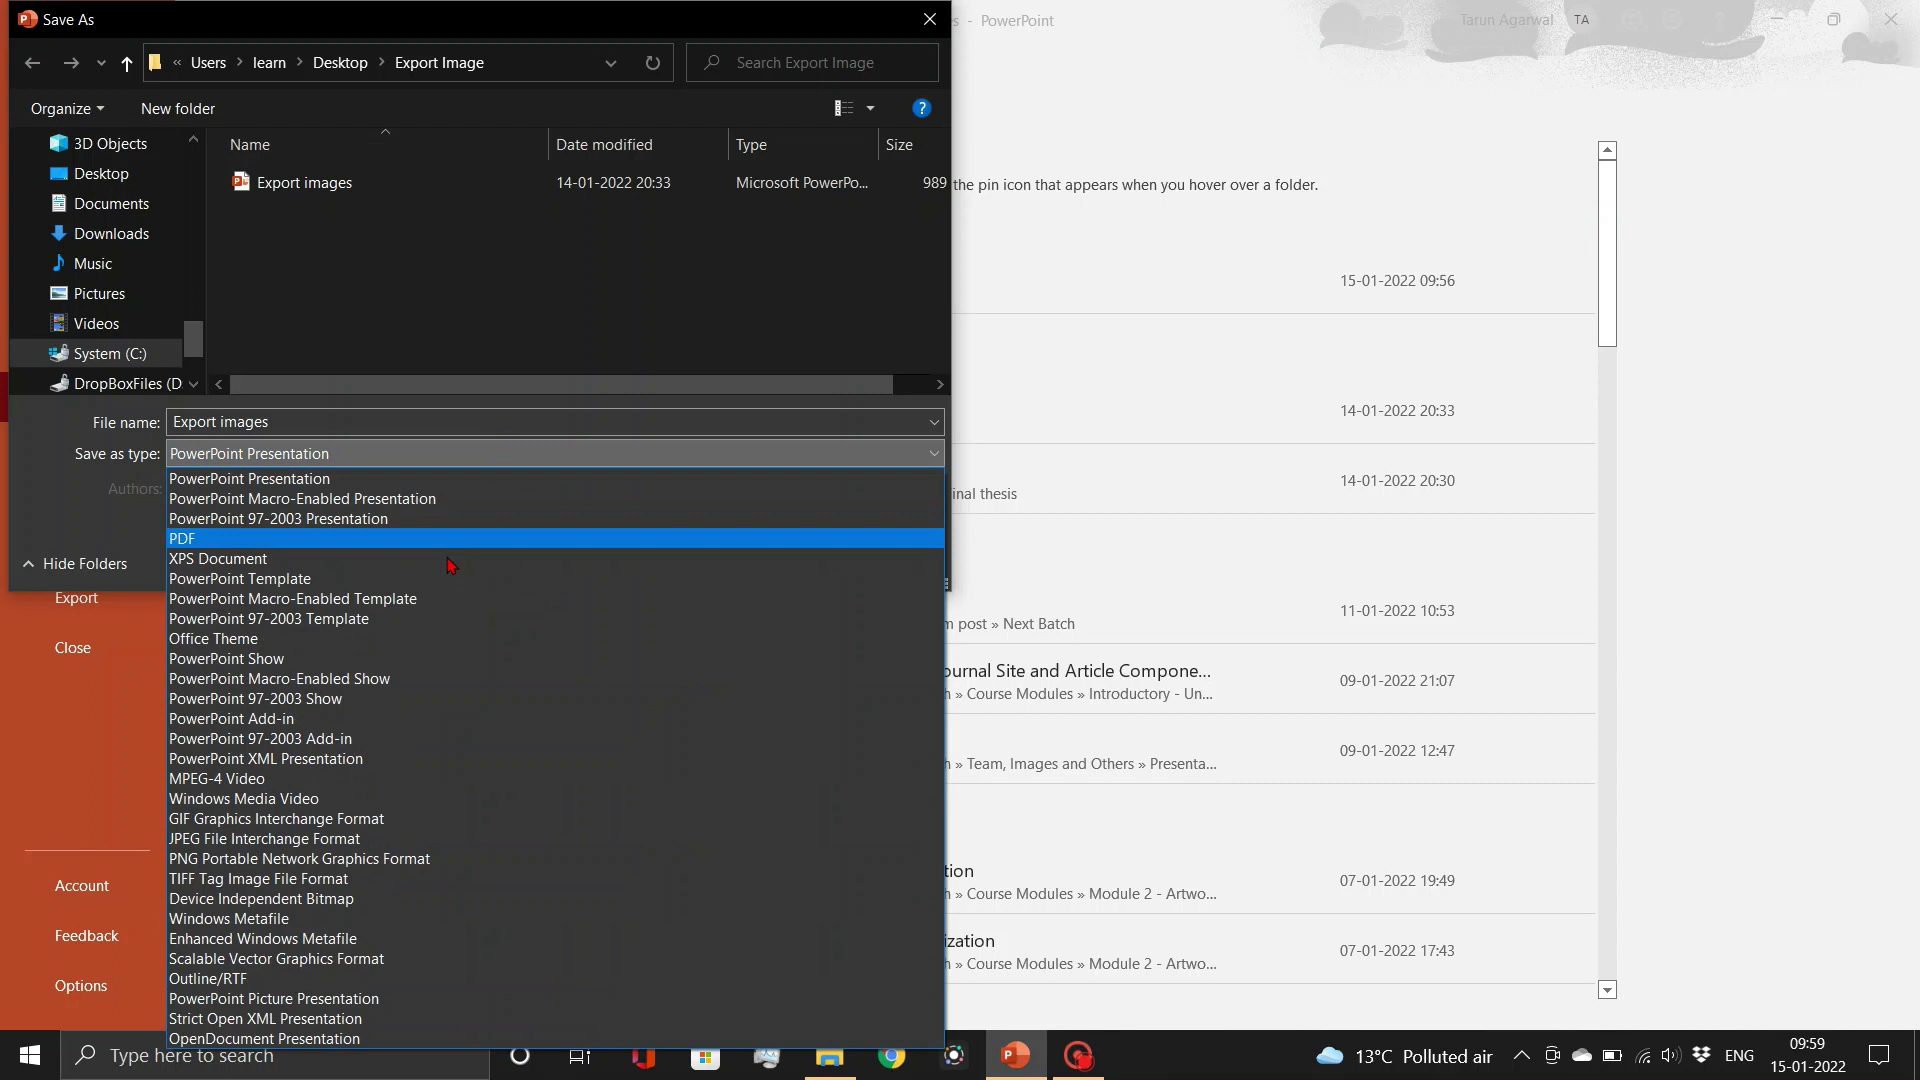 Save As
s - PowerPoint
Tarun Agarwal TA
« Users > learn > Desktop > Export Image
Search Export Image
Organize
New folder
?
Name
Date modified
Type
Size
Export images
14-01-2022 20:33
Microsoft PowerPo...
989
3D Objects
Desktop
Documents
Downloads
Music
Pictures
Videos
System (C:)
DropBoxFiles (D
File name: Export images
Save as type: PowerPoint Presentation
Authors:
PowerPoint Presentation
PowerPoint Macro-Enabled Presentation
PowerPoint 97-2003 Presentation
PDF
XPS Document
PowerPoint Template
PowerPoint Macro-Enabled Template
PowerPoint 97-2003 Template
Office Theme
PowerPoint Show
PowerPoint Macro-Enabled Show
PowerPoint 97-2003 Show
PowerPoint Add-in
PowerPoint 97-2003 Add-in
PowerPoint XML Presentation
MPEG-4 Video
Windows Media Video
GIF Graphics Interchange Format
JPEG File Interchange Format
PNG Portable Network Graphics Format
TIFF Tag Image File Format
Device Independent Bitmap
Windows Metafile
Enhanced Windows Metafile
Scalable Vector Graphics Format
Outline/RTF
PowerPoint Picture Presentation
Strict Open XML Presentation
OpenDocument Presentation
Hide Folders
Export
Close
Account
Feedback
Options
the pin icon that appears when you hover over a folder.
15-01-2022 09:56
14-01-2022 20:33
inal thesis
14-01-2022 20:30
m post » Next Batch
11-01-2022 10:53
ournal Site and Article Compone...
h » Course Modules » Introductory - Un...
09-01-2022 21:07
h » Team, Images and Others » Presenta...
09-01-2022 12:47
tion
h » Course Modules » Module 2 - Artwo...
07-01-2022 19:49
ization
h » Course Modules » Module 2 - Artwo...
07-01-2022 17:43
Type here to search
13°C Polluted air
ENG
09:59
15-01-2022